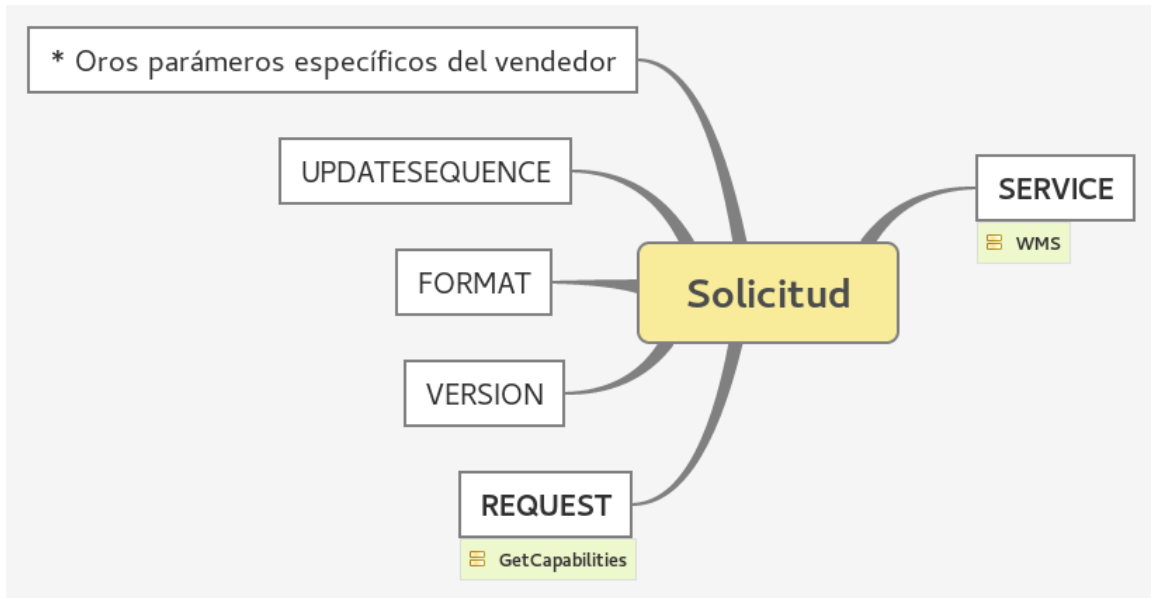 * Oros parámeros específicos del vendedor
UPDATESEQUENCE
SERVICE
WMS
FORMAT
Solicitud
VERSION
REQUEST
GetCapabilities